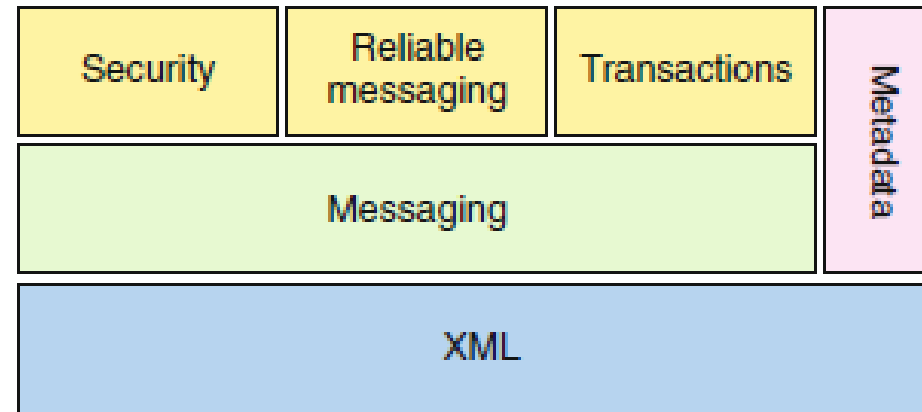 Security
Reliable
messaging
Transactions
Metadata
Messaging
XML